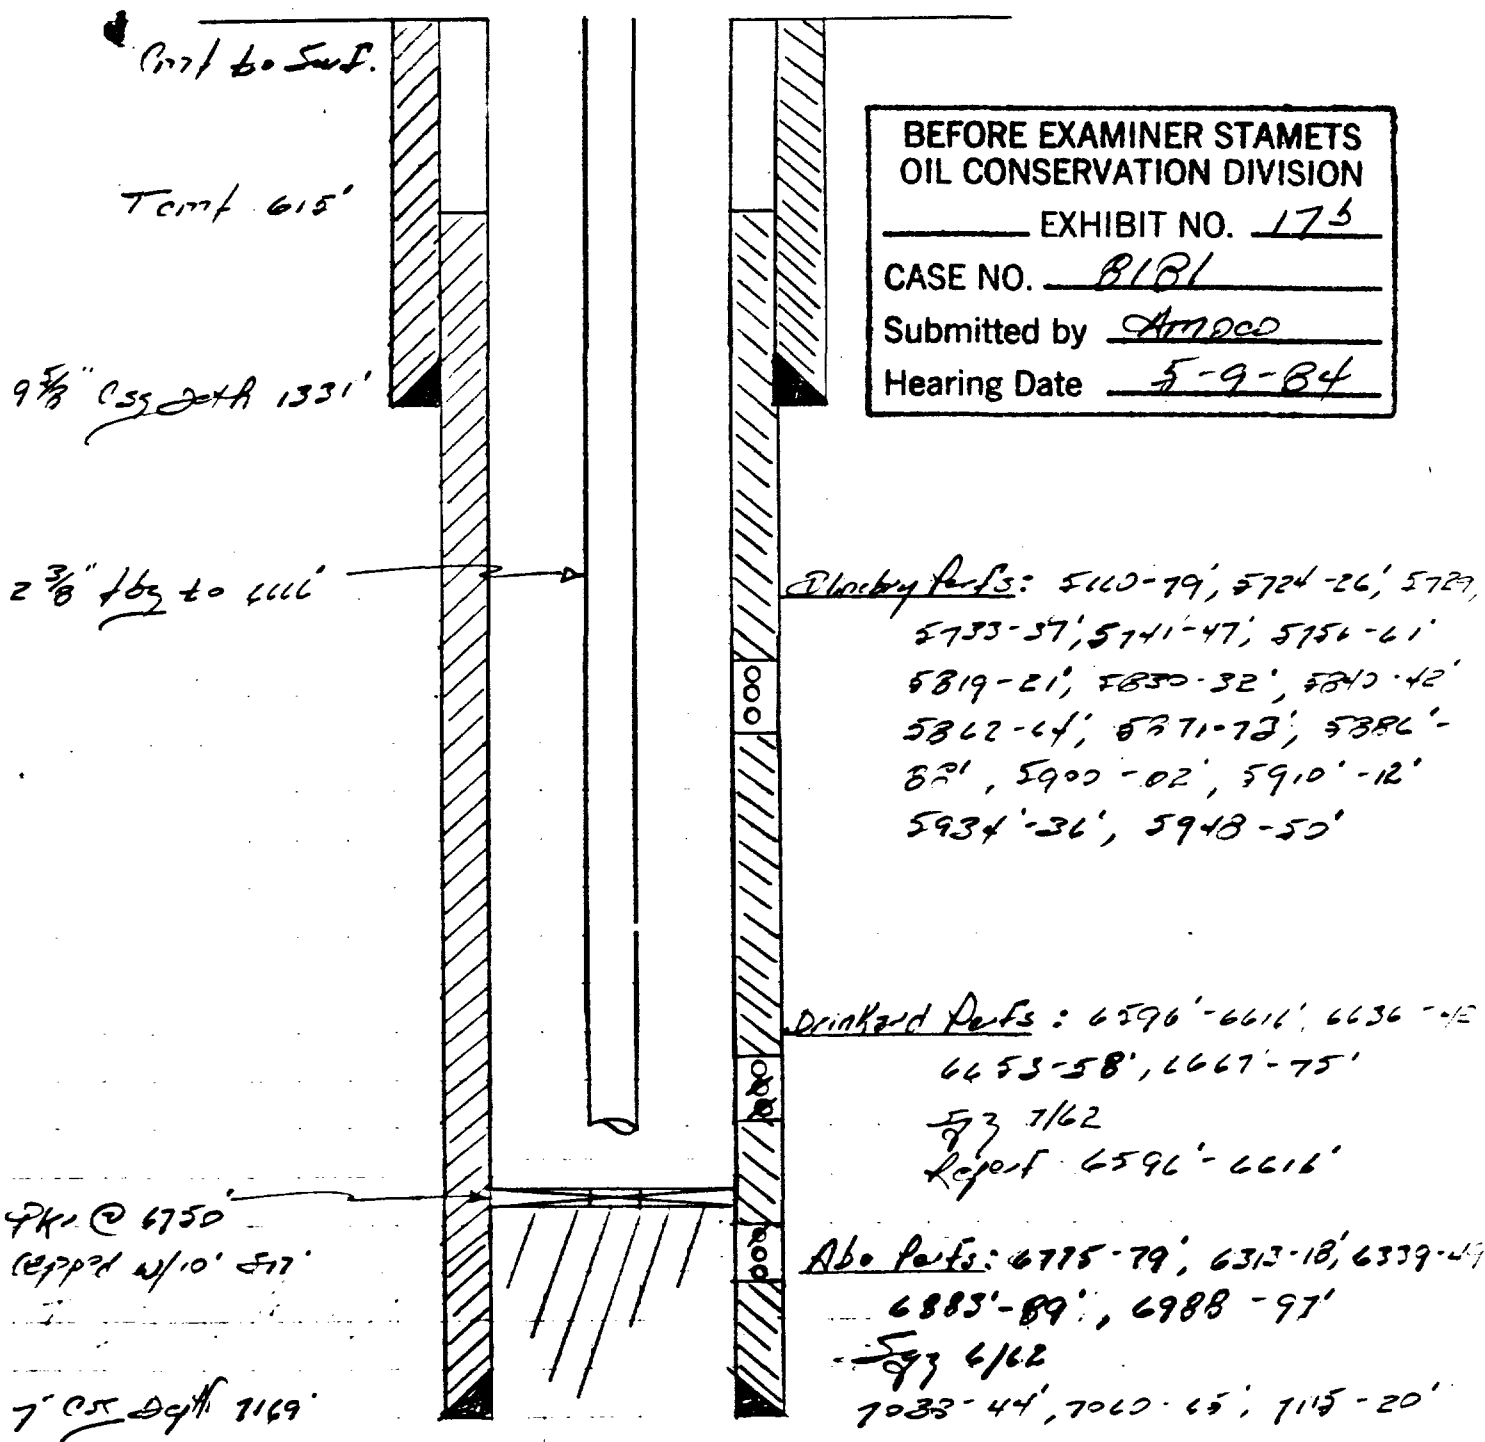 Cmt to Surf.
BEFORE EXAMINER STAMETS
OIL CONSERVATION DIVISION
EXHIBIT NO. 17b
CASE NO. 8181
Submitted by Amoco
Hearing Date 5-9-84
Tcmt 615'
9 5/8" Csg Dpth 1331'
2 3/8" tbg to
Blinebry Perfs: 5660-79', 5724-26', 5729,
5733-37', 5741-47', 5756-61'
5819-21', 5830-32', 5840-42'
5862-64', 5871-73', 5886'-
88', 5900-02', 5910'-12'
5934'-36', 5948-50'
Drinkard Perfs: 6596'-6616', 6636-42
6653-58', 6667'-75'
Sqz 7/62
Reperf 6596'-6616'
Pkr @ 6750'
capped w/10' cmt
Abo Perfs: 6775-79', 6813-18', 6839-49
6883'-89', 6988-97'
Sqz 6/62
7033-44', 7060-65', 7115-20'
7" Csg Dpth 7169'